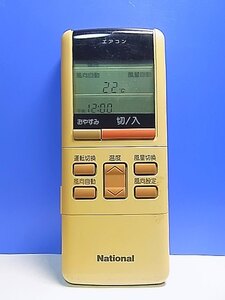 エアコン
風向自動 風量自動
22℃
12:00
おやすみ 切/入
運転切換 温度 風量切換
風向自動 風向設定
National